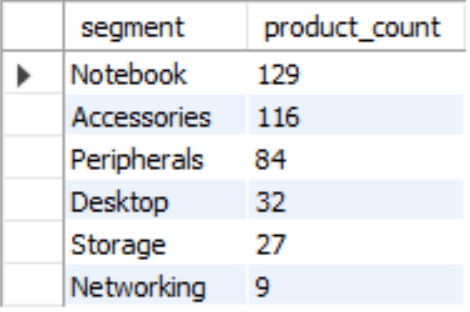 segment product_count
Notebook 129
Accessories 116
Peripherals 84
Desktop 32
Storage 27
Networking 9